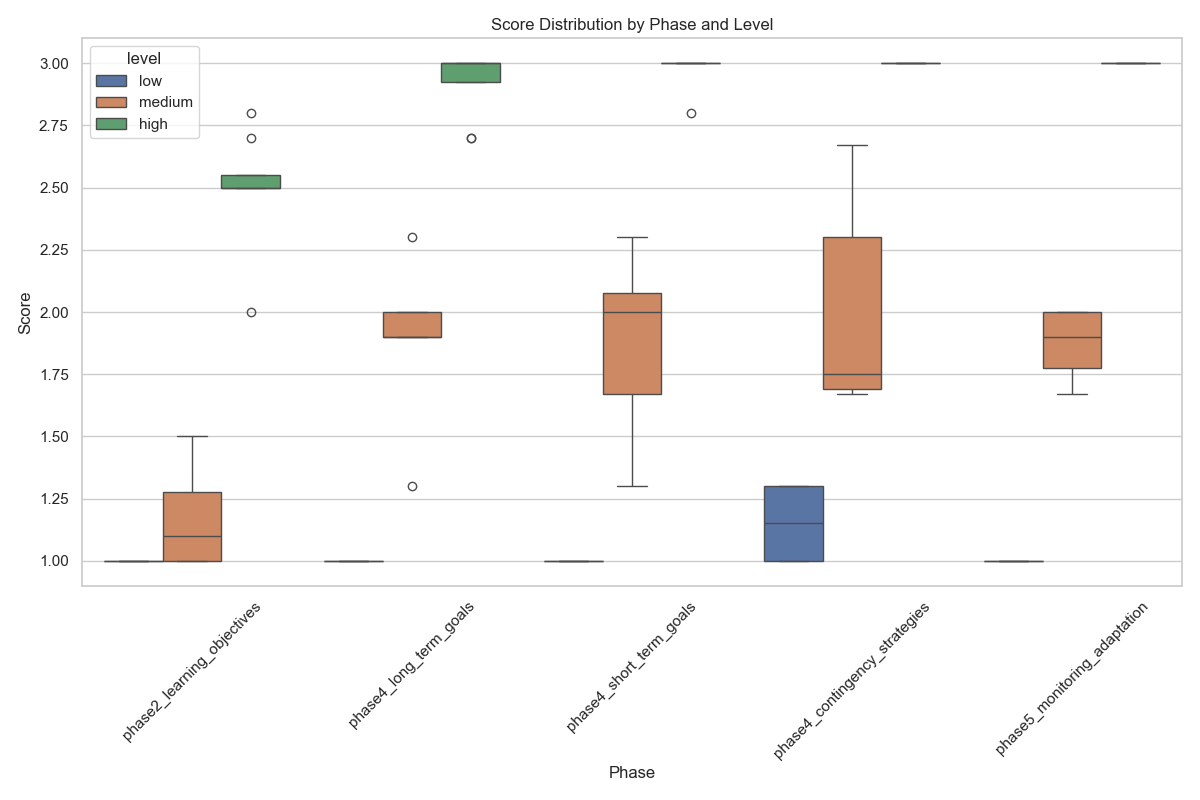 Score Distribution by Phase and Level
level
low
medium
high
3.00
2.75
2.50
2.25
2.00
1.75
1.50
1.25
1.00
Score
phase2_learning_objectives
phase4_long_term_goals
phase4_short_term_goals
phase4_contingency_strategies
phase5_monitoring_adaptation
Phase